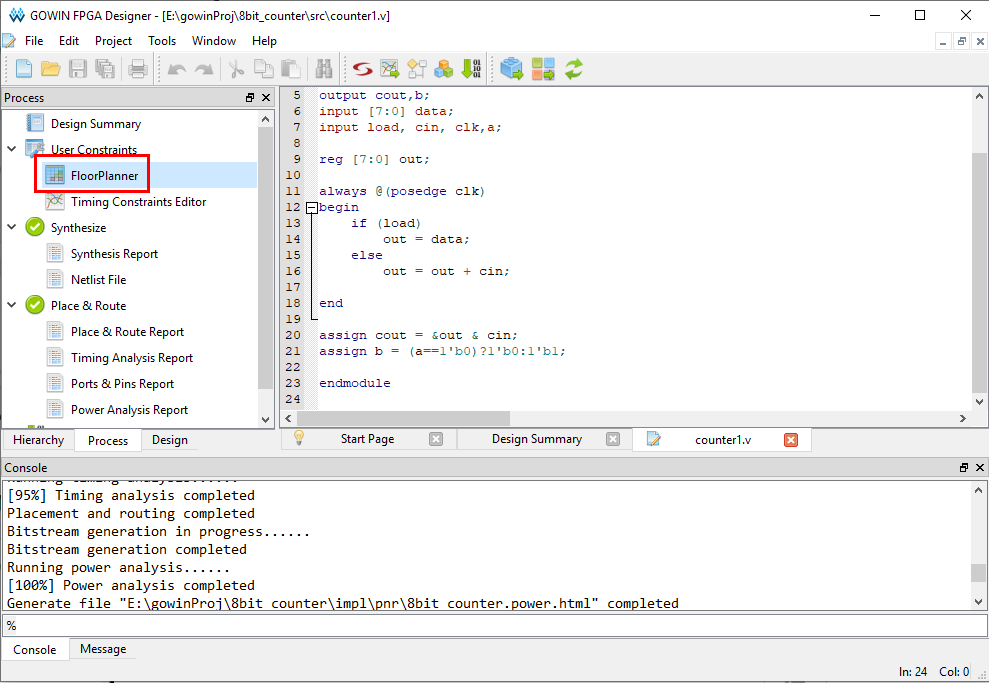 GOWIN FPGA Designer - [E:\gowinProj\8bit_counter\src\counter1.v]
File Edit Project Tools Window Help
Process
Design Summary
User Constraints
FloorPlanner
Timing Constraints Editor
Synthesize
Synthesis Report
Netlist File
Place & Route
Place & Route Report
Timing Analysis Report
Ports & Pins Report
Power Analysis Report
Hierarchy Process Design
5 output cout,b;
6 input [7:0] data;
7 input load, cin, clk,a;
8
9 reg [7:0] out;
10
11 always @(posedge clk)
12 begin
13 if (load)
14 out = data;
15 else
16 out = out + cin;
17
18 end
19
20 assign cout = &out & cin;
21 assign b = (a==1'b0)?1'b0:1'b1;
22
23 endmodule
24
Start Page Design Summary counter1.v
Console
Running timing analysis......
[95%] Timing analysis completed
Placement and routing completed
Bitstream generation in progress......
Bitstream generation completed
Running power analysis......
[100%] Power analysis completed
Generate file "E:\gowinProj\8bit_counter\impl\pnr\8bit_counter.power.html" completed
%
Console Message
ln: 24 Col: 0